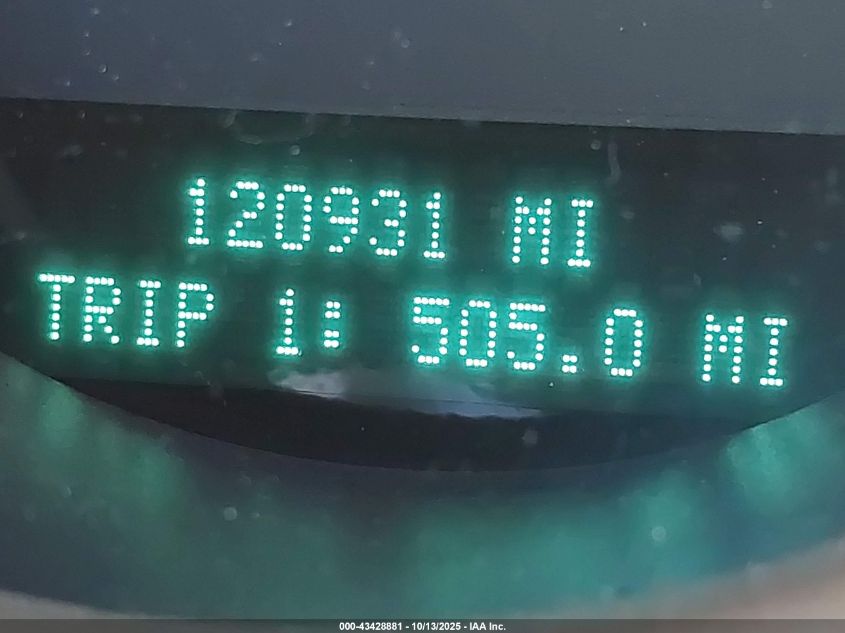 120931 MI
TRIP 1: 505.0 MI
000-43428881 - 10/13/2025 - IAA Inc.